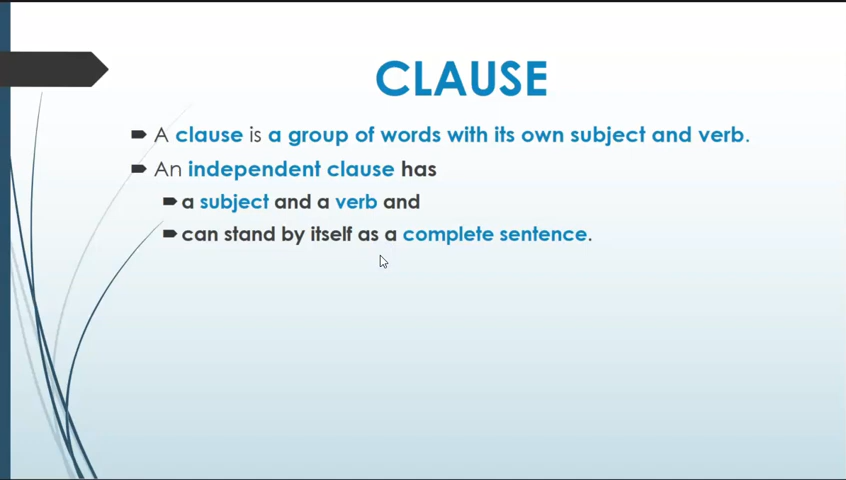 CLAUSE
A clause is a group of words with its own subject and verb.
An independent clause has
a subject and a verb and
can stand by itself as a complete sentence.